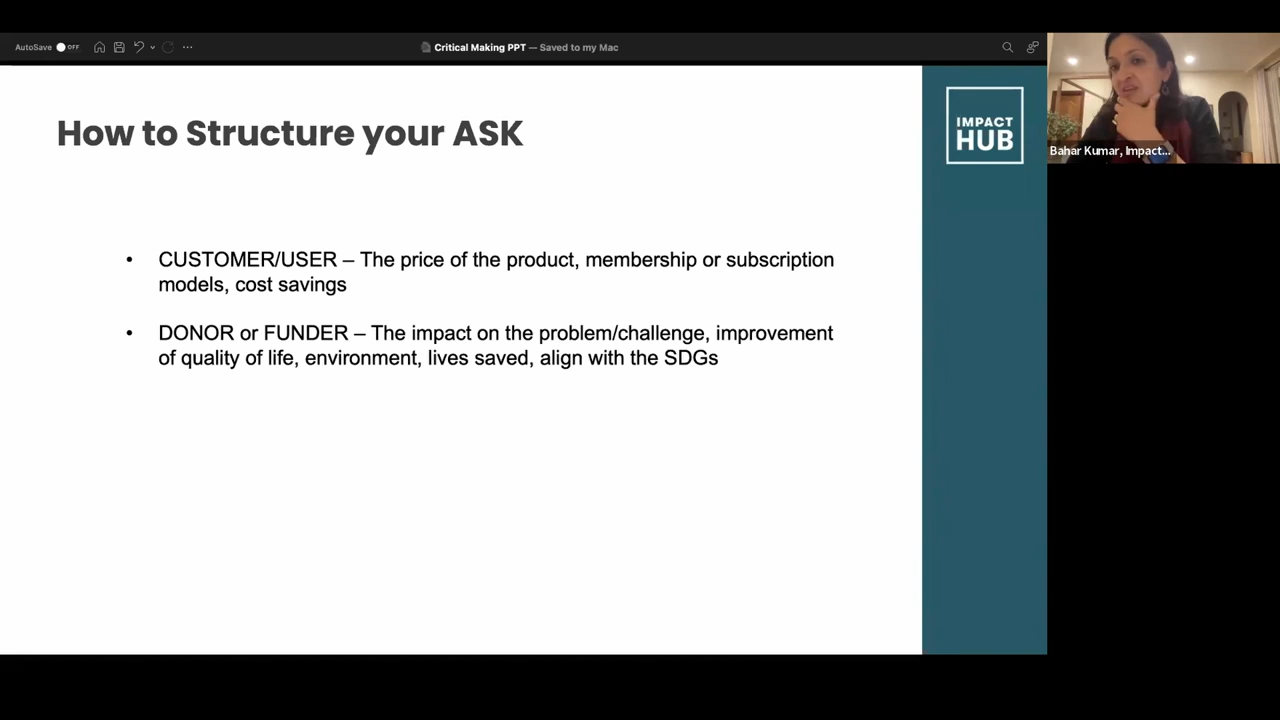 AutoSave OFF
Critical Making PPT — Saved to my Mac
How to Structure your ASK
• CUSTOMER/USER – The price of the product, membership or subscription
models, cost savings
• DONOR or FUNDER – The impact on the problem/challenge, improvement
of quality of life, environment, lives saved, align with the SDGs
IMPACT
HUB
Bahar Kumar, Impact...